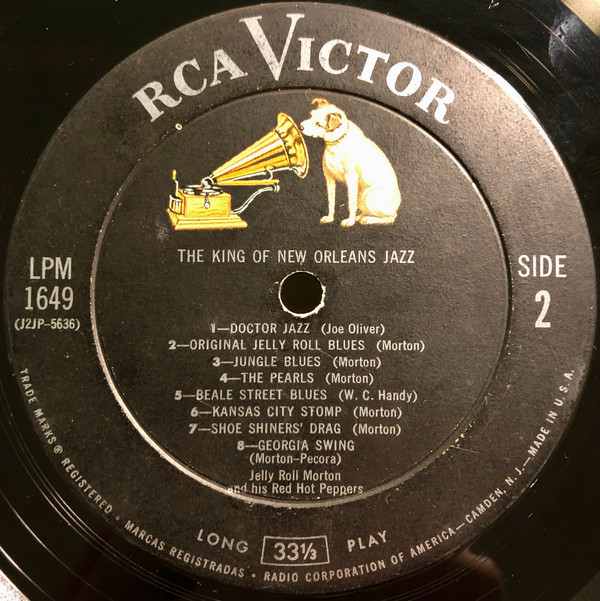 RCA VICTOR
THE KING OF NEW ORLEANS JAZZ
LPM
1649
(J2JP-5636)
SIDE
2
1—DOCTOR JAZZ (Joe Oliver)
2—ORIGINAL JELLY ROLL BLUES (Morton)
3—JUNGLE BLUES (Morton)
4—THE PEARLS (Morton)
5—BEALE STREET BLUES (W. C. Handy)
6—KANSAS CITY STOMP (Morton)
7—SHOE SHINERS' DRAG (Morton)
8—GEORGIA SWING
(Morton-Pecora)
Jelly Roll Morton
and his Red Hot Peppers
LONG 33⅓ PLAY
TRADE MARKS ® REGISTERED • MARCAS REGISTRADAS • RADIO CORPORATION OF AMERICA—CAMDEN, N.J.—MADE IN U.S.A.